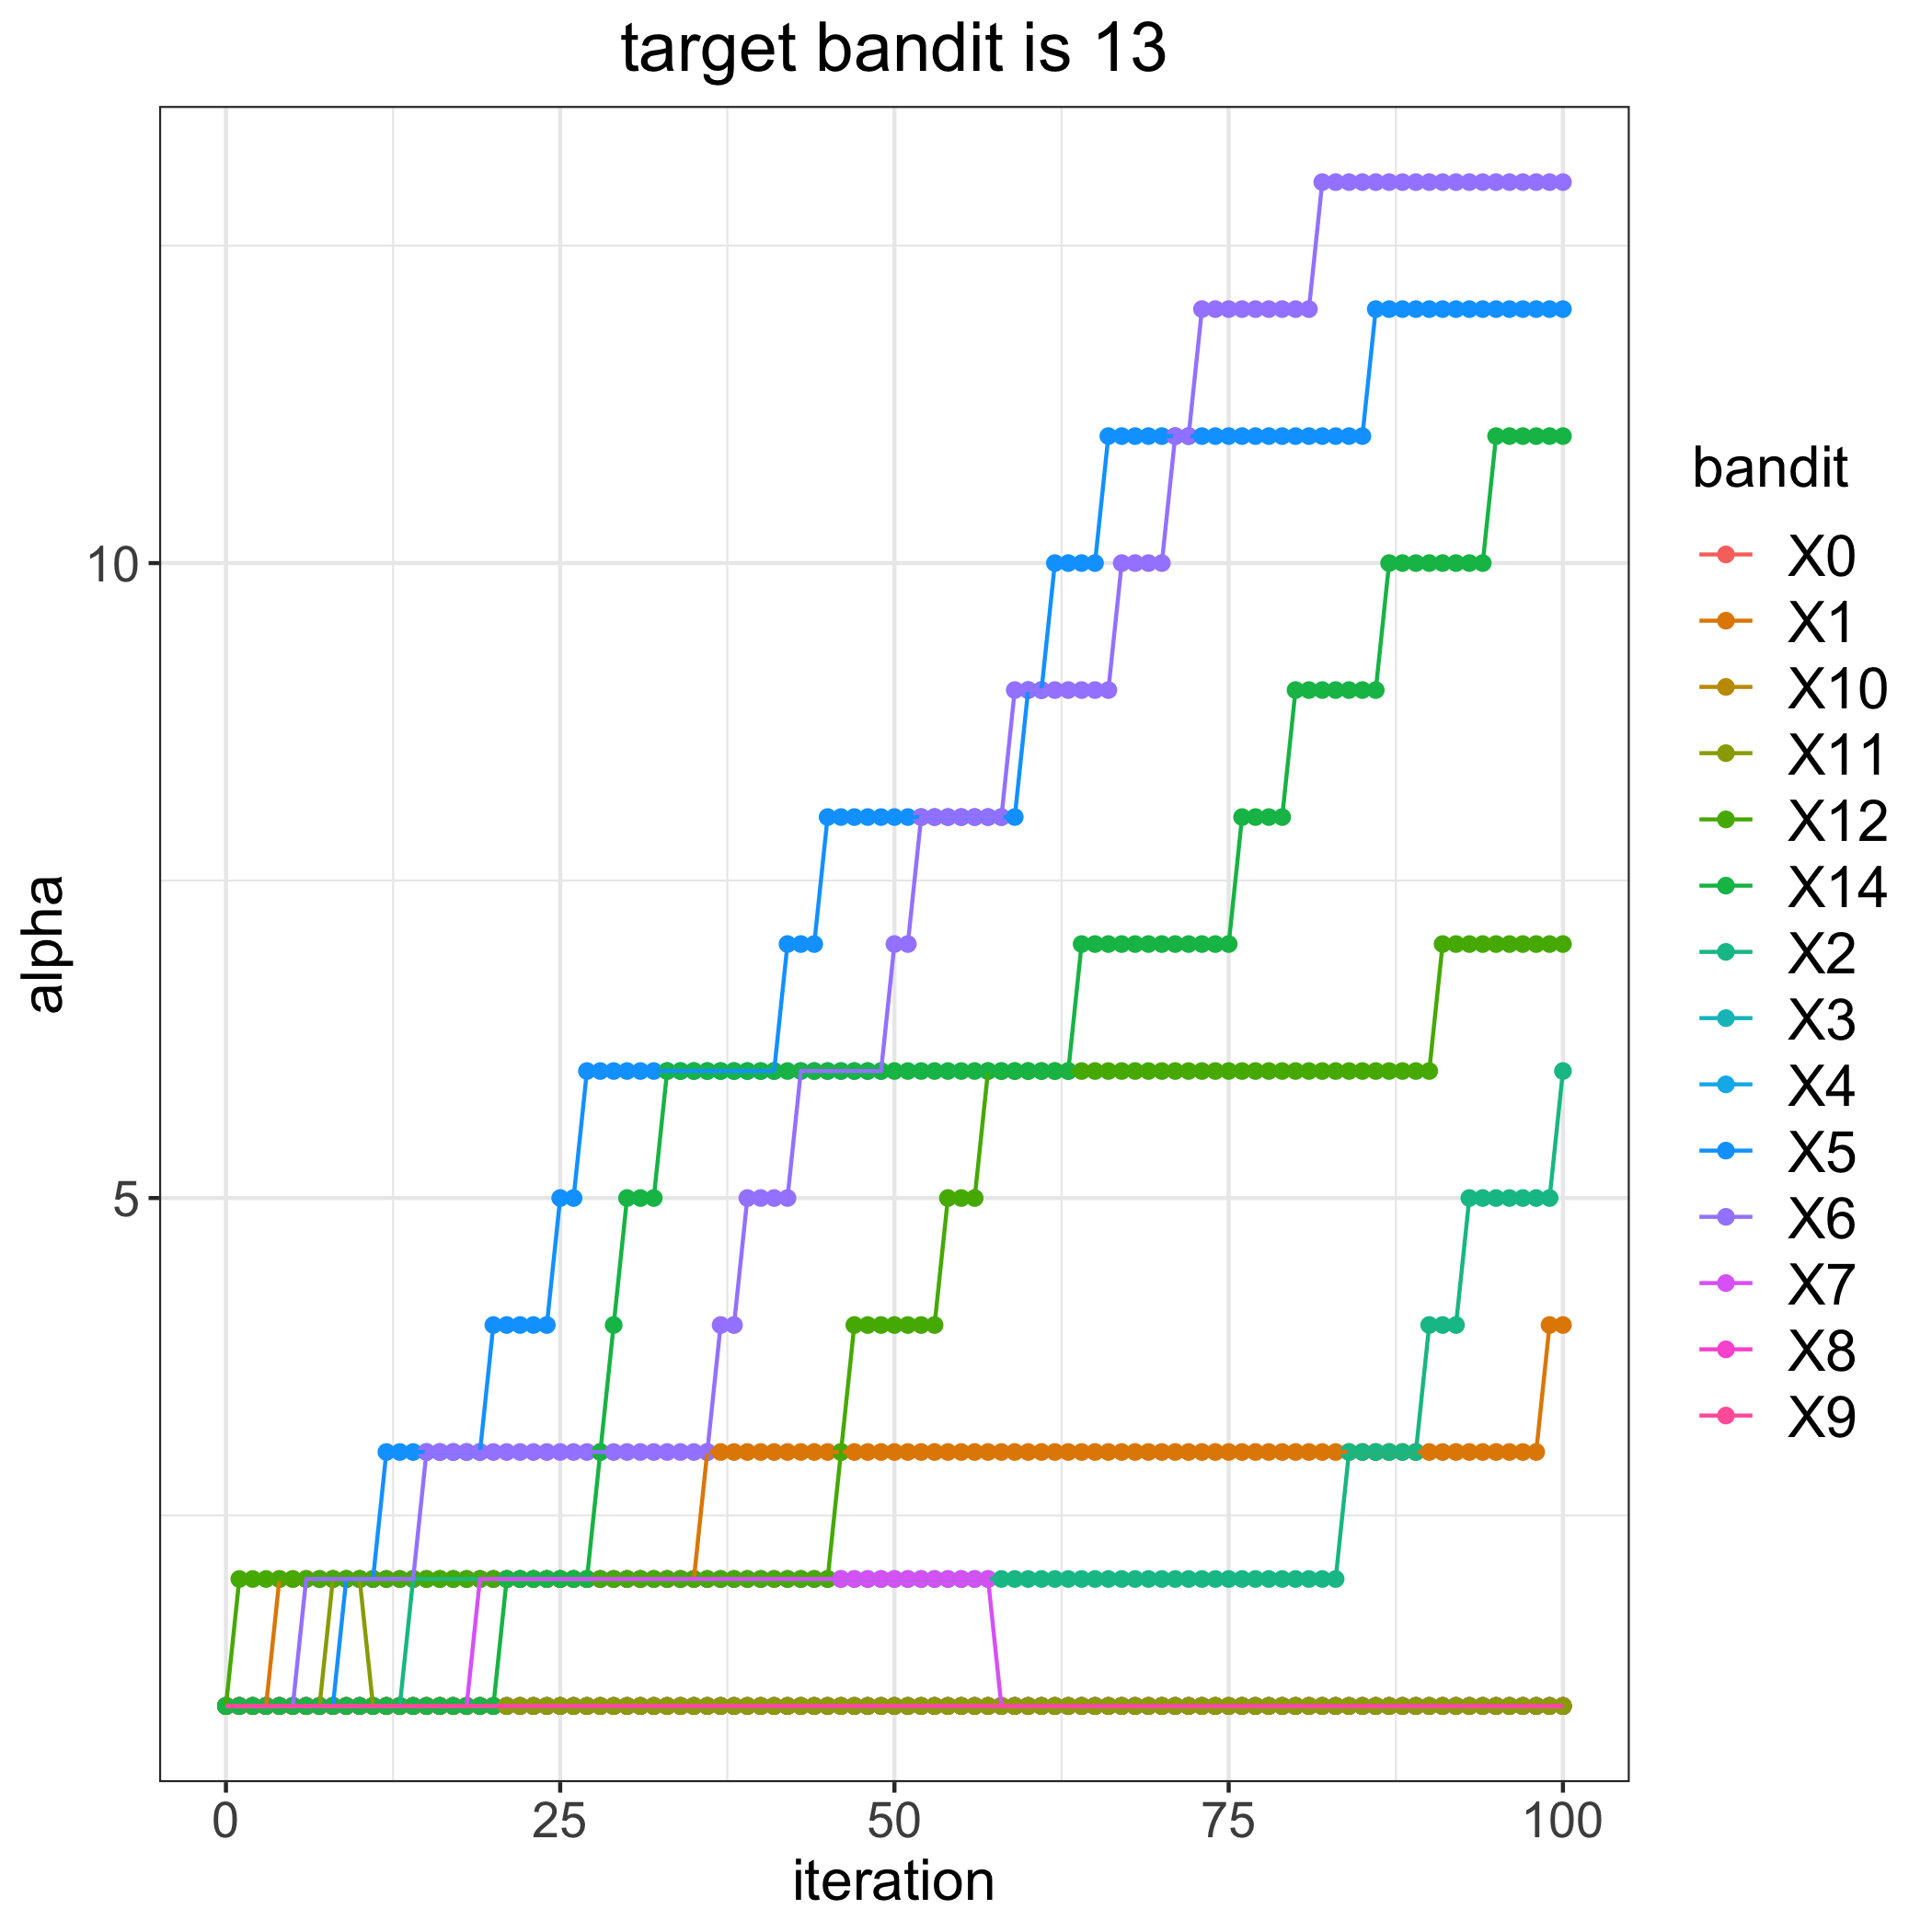 target bandit is 13
10
5
alpha
0
25
50
75
100
iteration
bandit
X0
X1
X10
X11
X12
X14
X2
X3
X4
X5
X6
X7
X8
X9